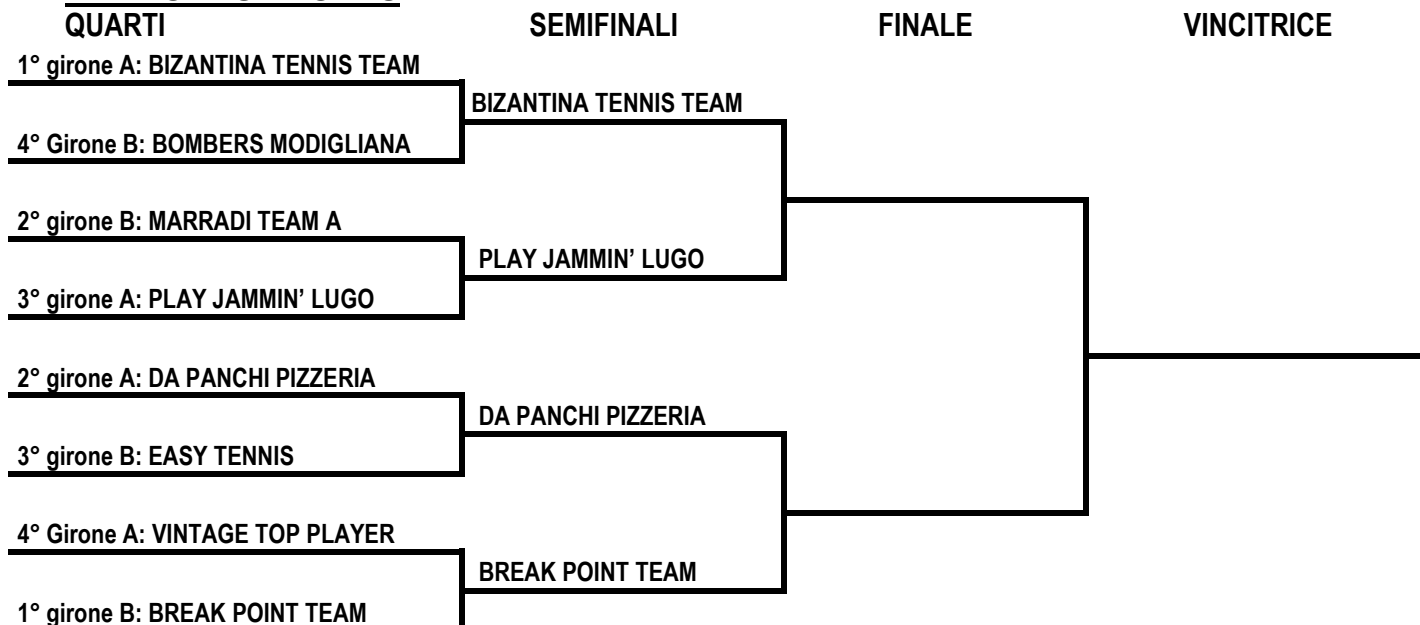 QUARTI SEMIFINALI FINALE VINCITRICE
1° girone A: BIZANTINA TENNIS TEAM
BIZANTINA TENNIS TEAM
4° Girone B: BOMBERS MODIGLIANA
2° girone B: MARRADI TEAM A
PLAY JAMMIN’ LUGO
3° girone A: PLAY JAMMIN’ LUGO
2° girone A: DA PANCHI PIZZERIA
DA PANCHI PIZZERIA
3° girone B: EASY TENNIS
4° Girone A: VINTAGE TOP PLAYER
BREAK POINT TEAM
1° girone B: BREAK POINT TEAM